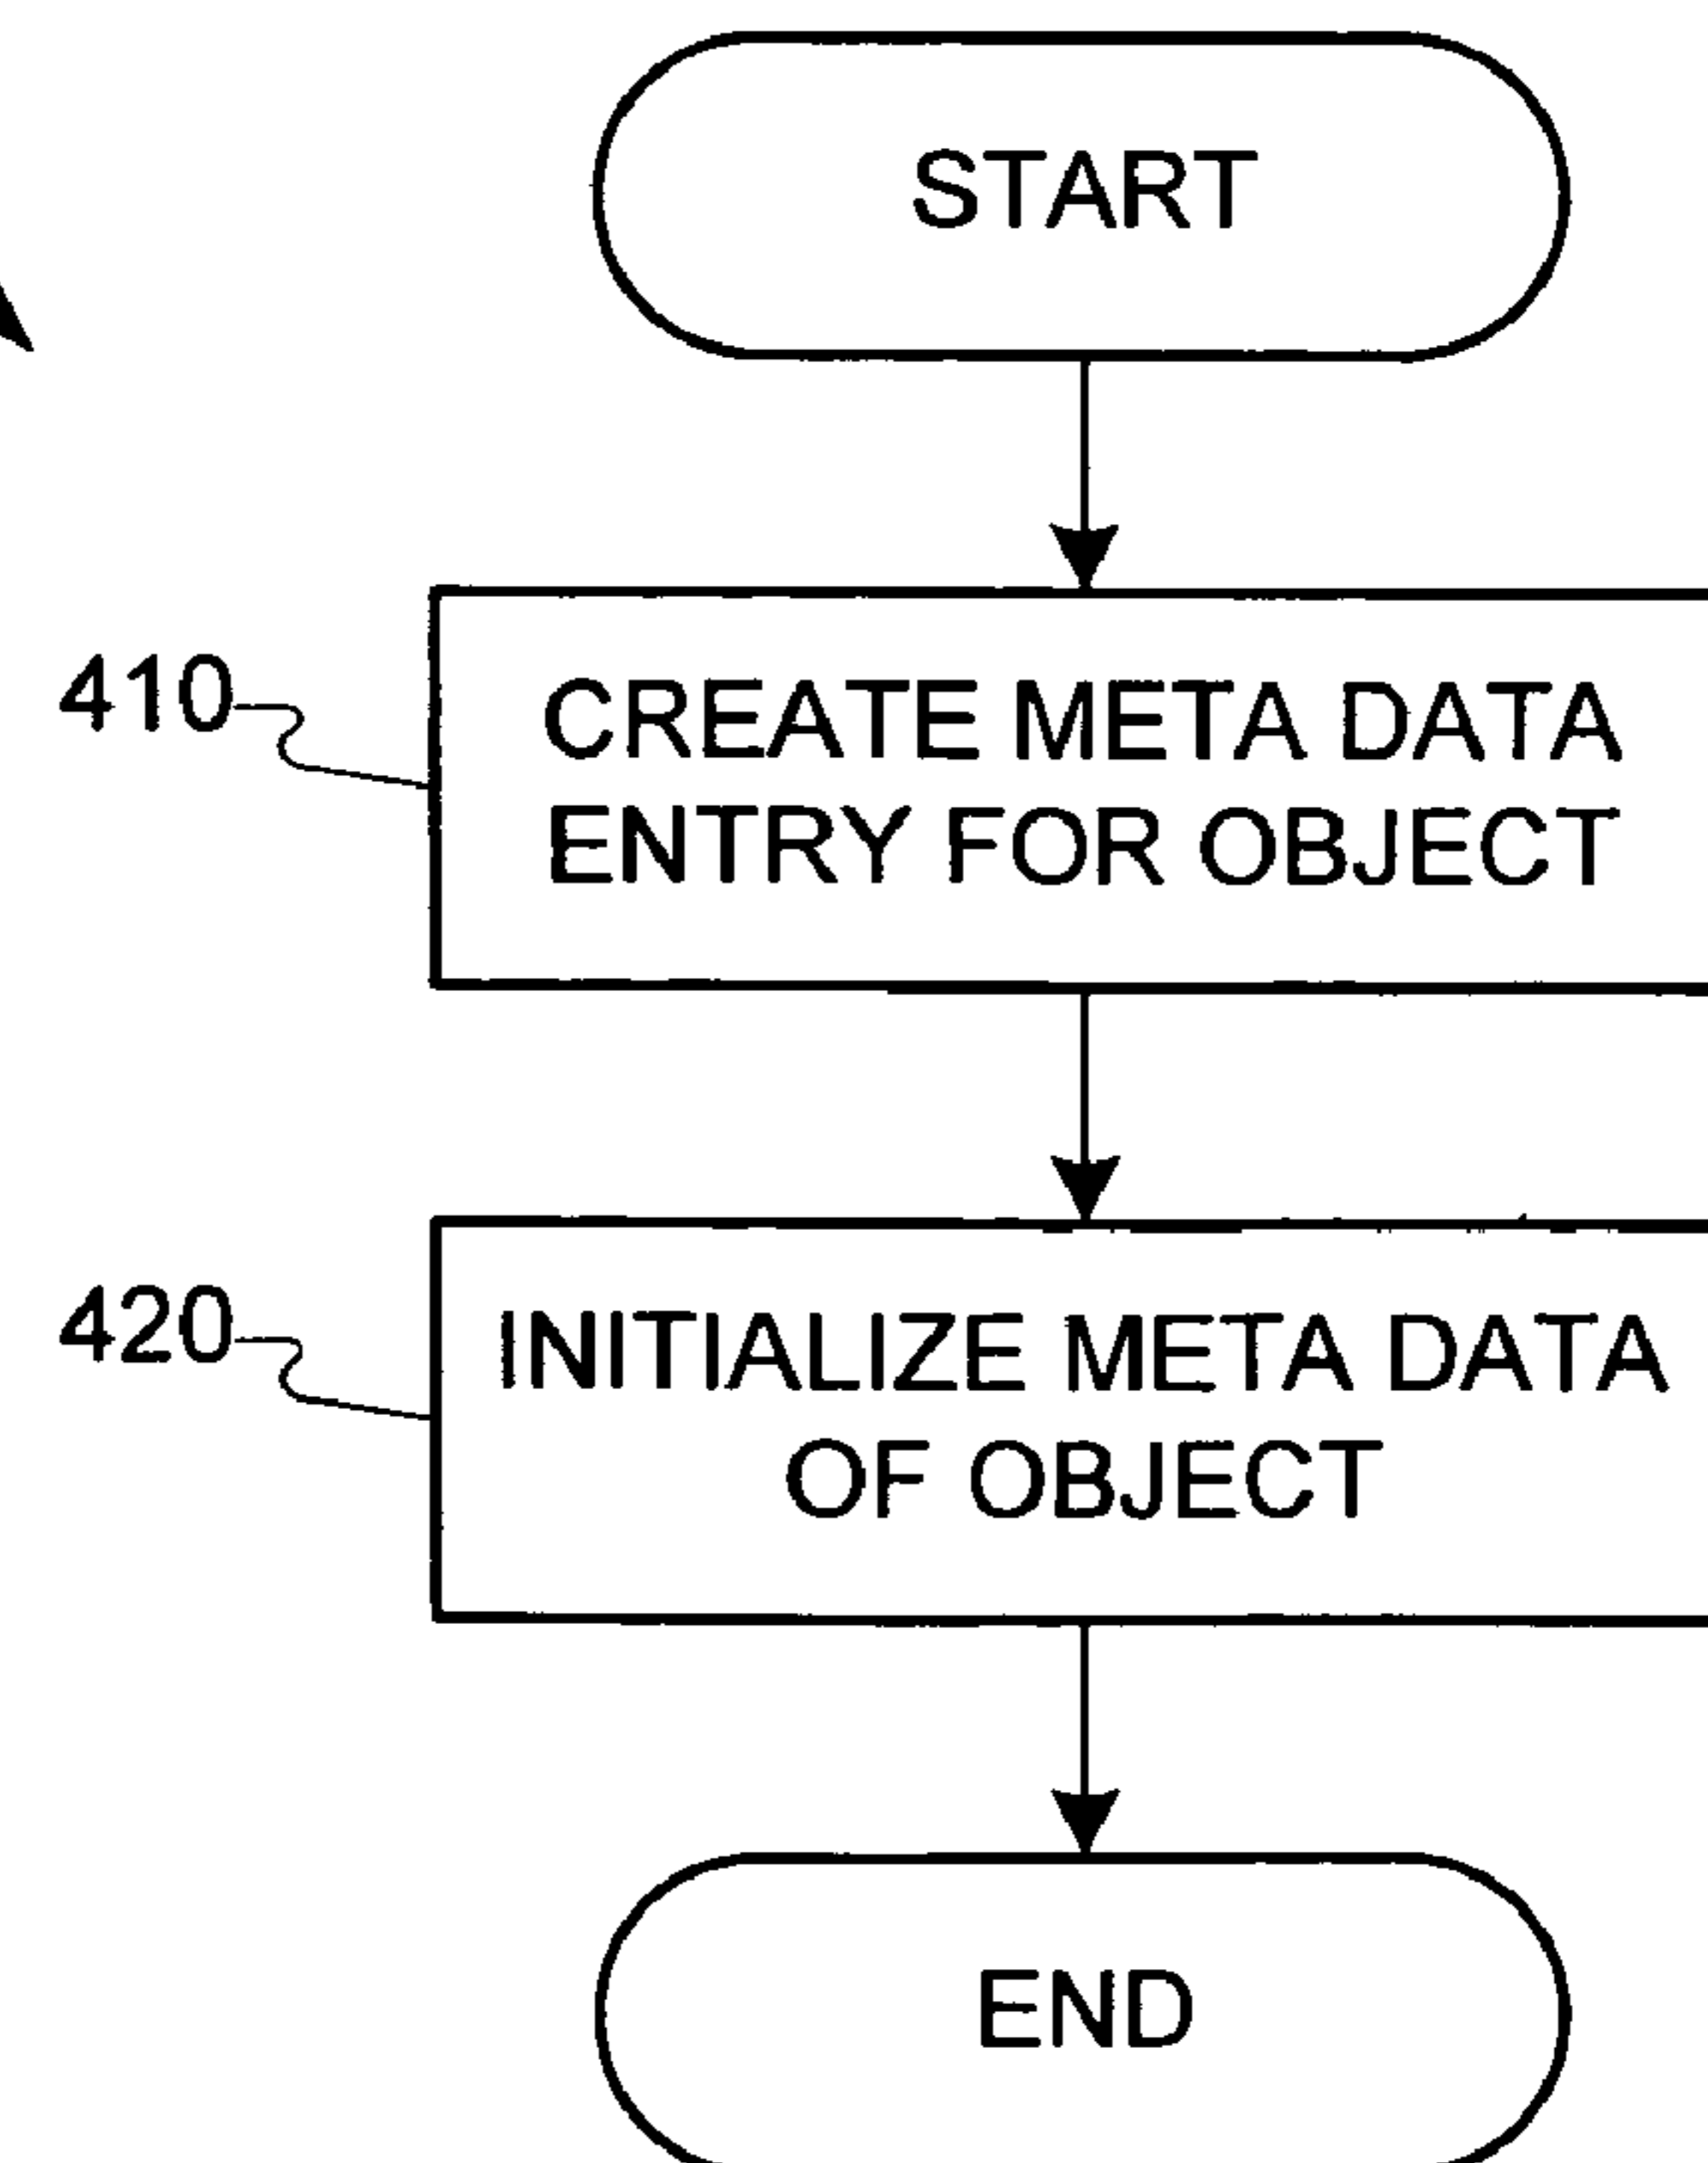 START
410
CREATE META DATA
ENTRY FOR OBJECT
420
INITIALIZE META DATA
OF OBJECT
END